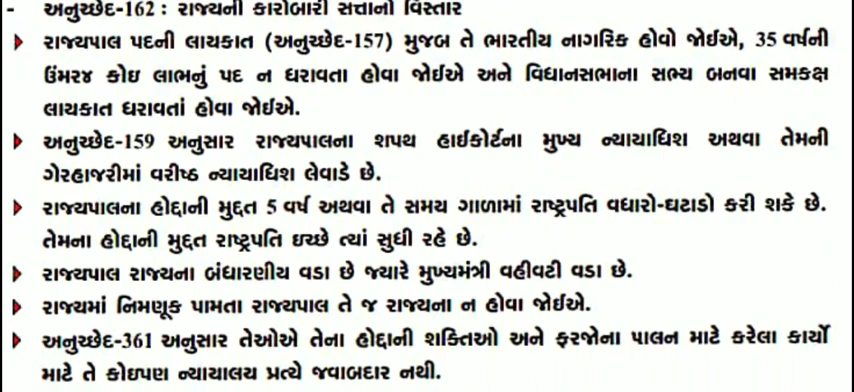 - અનુચ્છેદ-162 : રાજ્યની કારોબારી સત્તાનો વિસ્તાર
રાજ્યપાલ પદની લાયકાત (અનુચ્છેદ-157) મુજબ તે ભારતીય નાગરિક હોવો જોઈએ, 35 વર્ષની
ઉંમર૪ કોઇ લાભનું પદ ન ધરાવતા હોવા જોઈએ અને વિધાનસભાના સભ્ય બનવા સમકક્ષ
લાયકાત ધરાવતાં હોવા જોઈએ.
અનુચ્છેદ-159 અનુસાર રાજ્યપાલના શપથ હાઈકોર્ટના મુખ્ય ન્યાયાધિશ અથવા તેમની
ગેરહાજરીમાં વરીષ્ઠ ન્યાયાધિશ લેવાડે છે.
રાજ્યપાલના હોદ્દાની મુદ્દત 5 વર્ષ અથવા તે સમય ગાળામાં રાષ્ટ્રપતિ વધારો-ઘટાડો કરી શકે છે.
તેમના હોદ્દાની મુદ્દત રાષ્ટ્રપતિ ઇચ્છે ત્યાં સુધી રહે છે.
રાજ્યપાલ રાજ્યના બંધારણીય વડા છે જ્યારે મુખ્યમંત્રી વહીવટી વડા છે.
રાજ્યમાં નિમણૂક પામતા રાજ્યપાલ તે જ રાજ્યના ન હોવા જોઈએ.
અનુચ્છેદ-361 અનુસાર તેઓએ તેના હોદ્દાની શક્તિઓ અને ફરજોના પાલન માટે કરેલા કાર્યો
માટે તે કોઇપણ ન્યાયાલય પ્રત્યે જવાબદાર નથી.